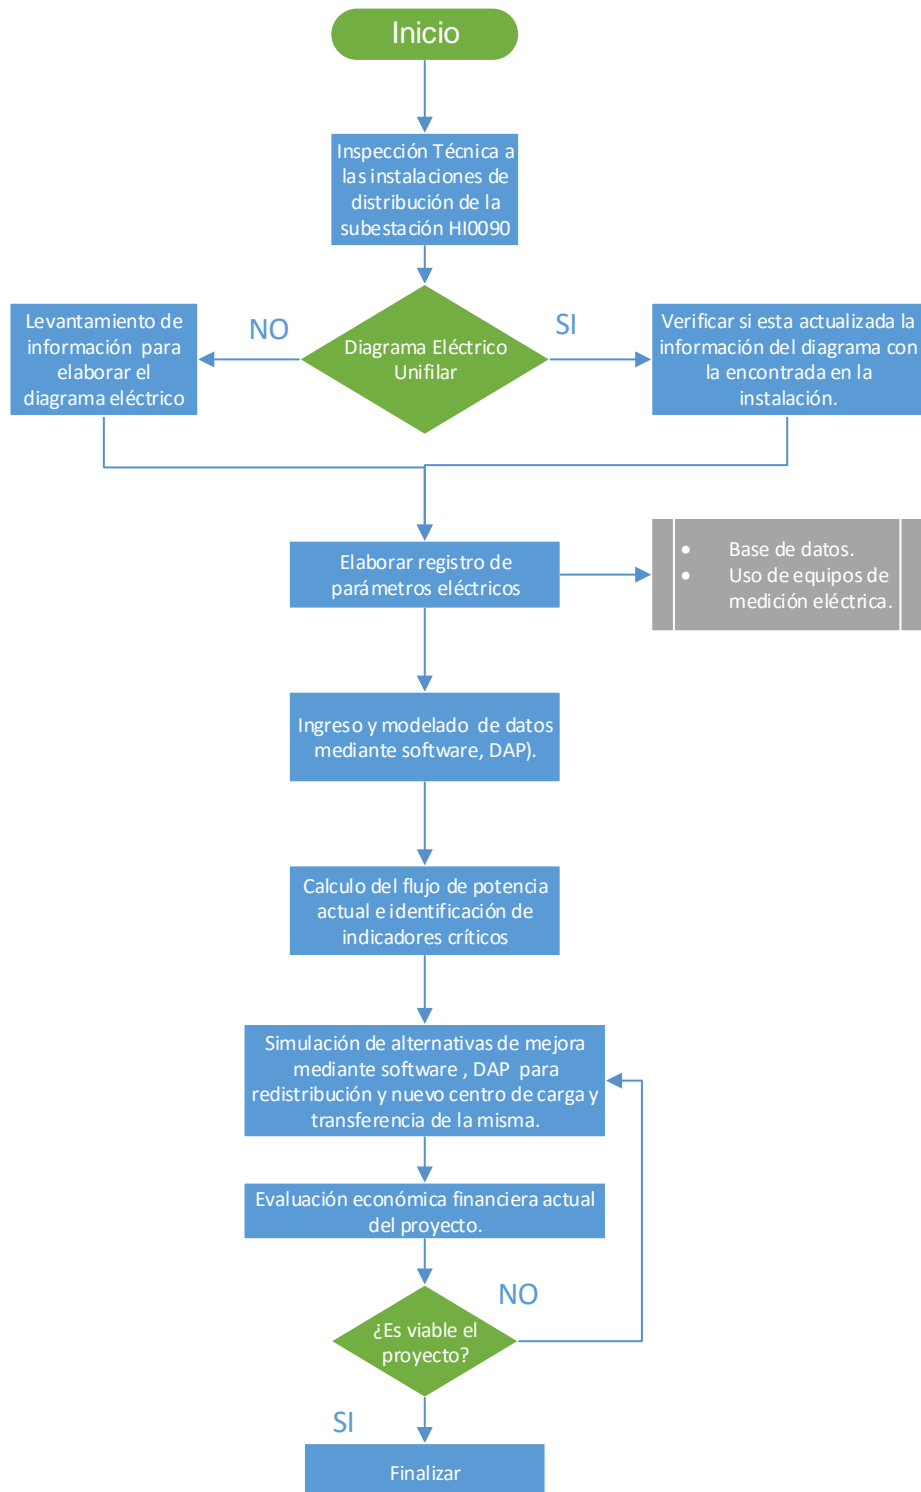 Inicio
Inspección Técnica a
las instalaciones de
distribución de la
subestación HI0090
NO
SI
Levantamiento de
información para
elaborar el
diagrama eléctrico
Diagrama Eléctrico
Unifilar
Verificar si esta actualizada la
información del diagrama con
la encontrada en la
instalación.
Elaborar registro de
parámetros eléctricos
• Base de datos.
• Uso de equipos de
medición eléctrica.
Ingreso y modelado de datos
mediante software, DAP).
Calculo del flujo de potencia
actual e identificación de
indicadores críticos
Simulación de alternativas de mejora
mediante software , DAP para
redistribución y nuevo centro de carga y
transferencia de la misma.
Evaluación económica financiera actual
del proyecto.
NO
¿Es viable el
proyecto?
SI
Finalizar